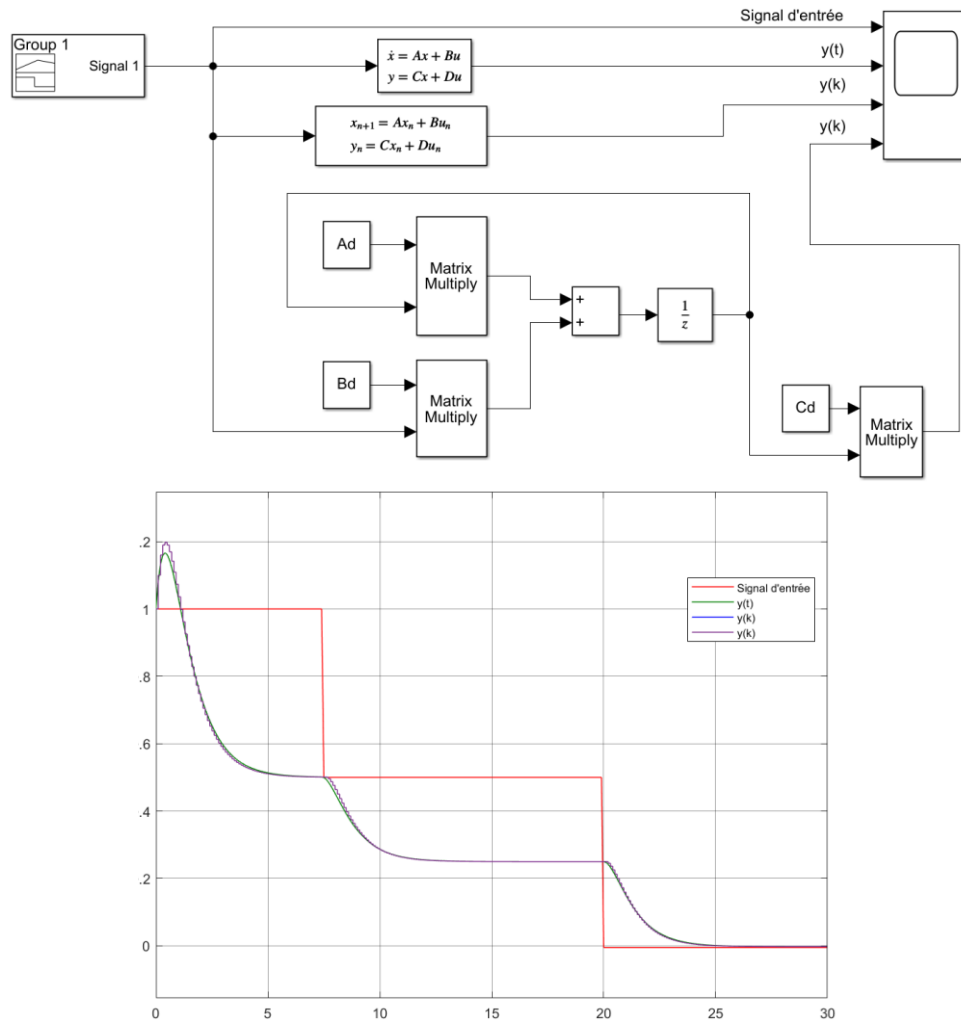 Signal d'entrée
Group 1
Signal 1
y(t)
ẋ = Ax + Bu
y = Cx + Du
y(k)
xₙ₊₁ = Axₙ + Buₙ
yₙ = Cxₙ + Duₙ
y(k)
Ad
Matrix
Multiply
+
+
1
z
Bd
Matrix
Multiply
Cd
Matrix
Multiply
.2
1
.8
.6
.4
.2
0
Signal d'entrée
y(t)
y(k)
y(k)
0 5 10 15 20 25 30